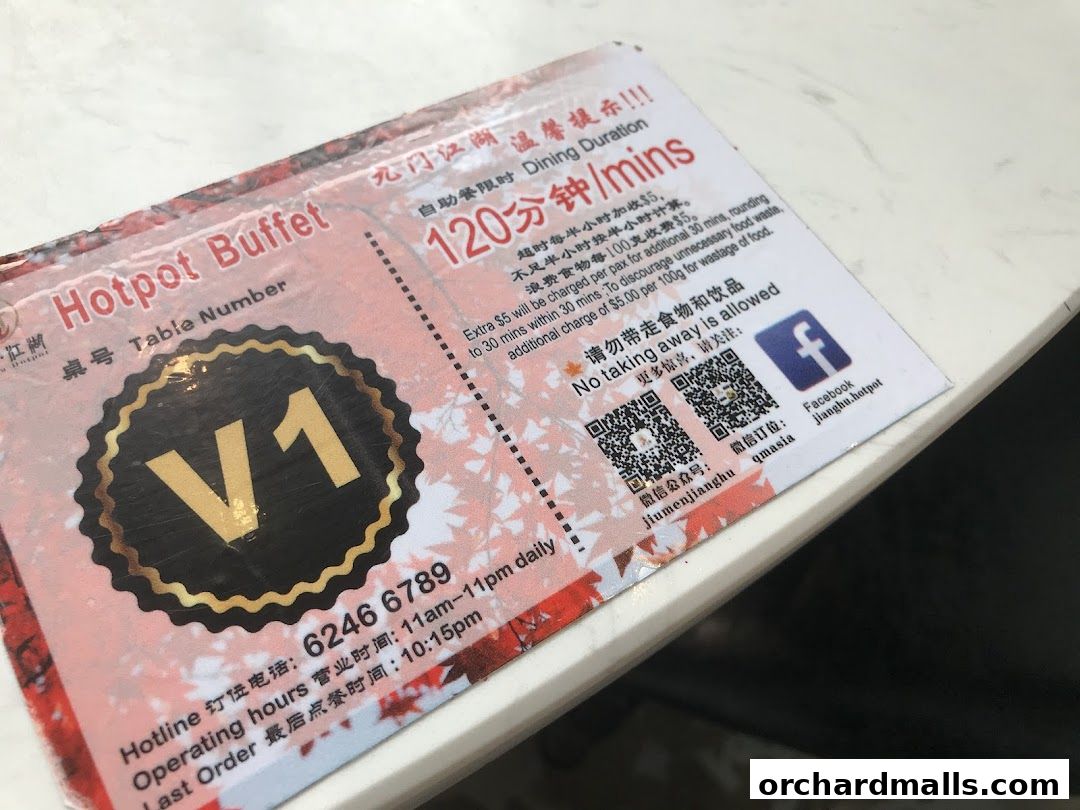 Hotpot Buffet
桌号 Table Number
江湖
V1
Hotline 订位电话: 6246 6789
Operating hours 营业时间: 11am–11pm daily
Last Order 最后点餐时间: 10:15pm
九门江湖 温馨提示!!!
自助餐限时 Dining Duration
120分钟/mins
超时每半小时加收$5,
不足半小时按半小时计算。
浪费食物每100克收费$5。
Extra $5 will be charged per pax for additional 30 mins, rounding
to 30 mins within 30 mins. To discourage unnecessary food waste,
additional charge of $5.00 per 100g for wastage of food.
请勿带走食物和饮品
No taking away is allowed
更多惊喜, 请关注:
微信公众号:
jiumenjianghu
微信订位:
qmasia
f
Facebook
jianghu.hotpot
orchardmalls.com